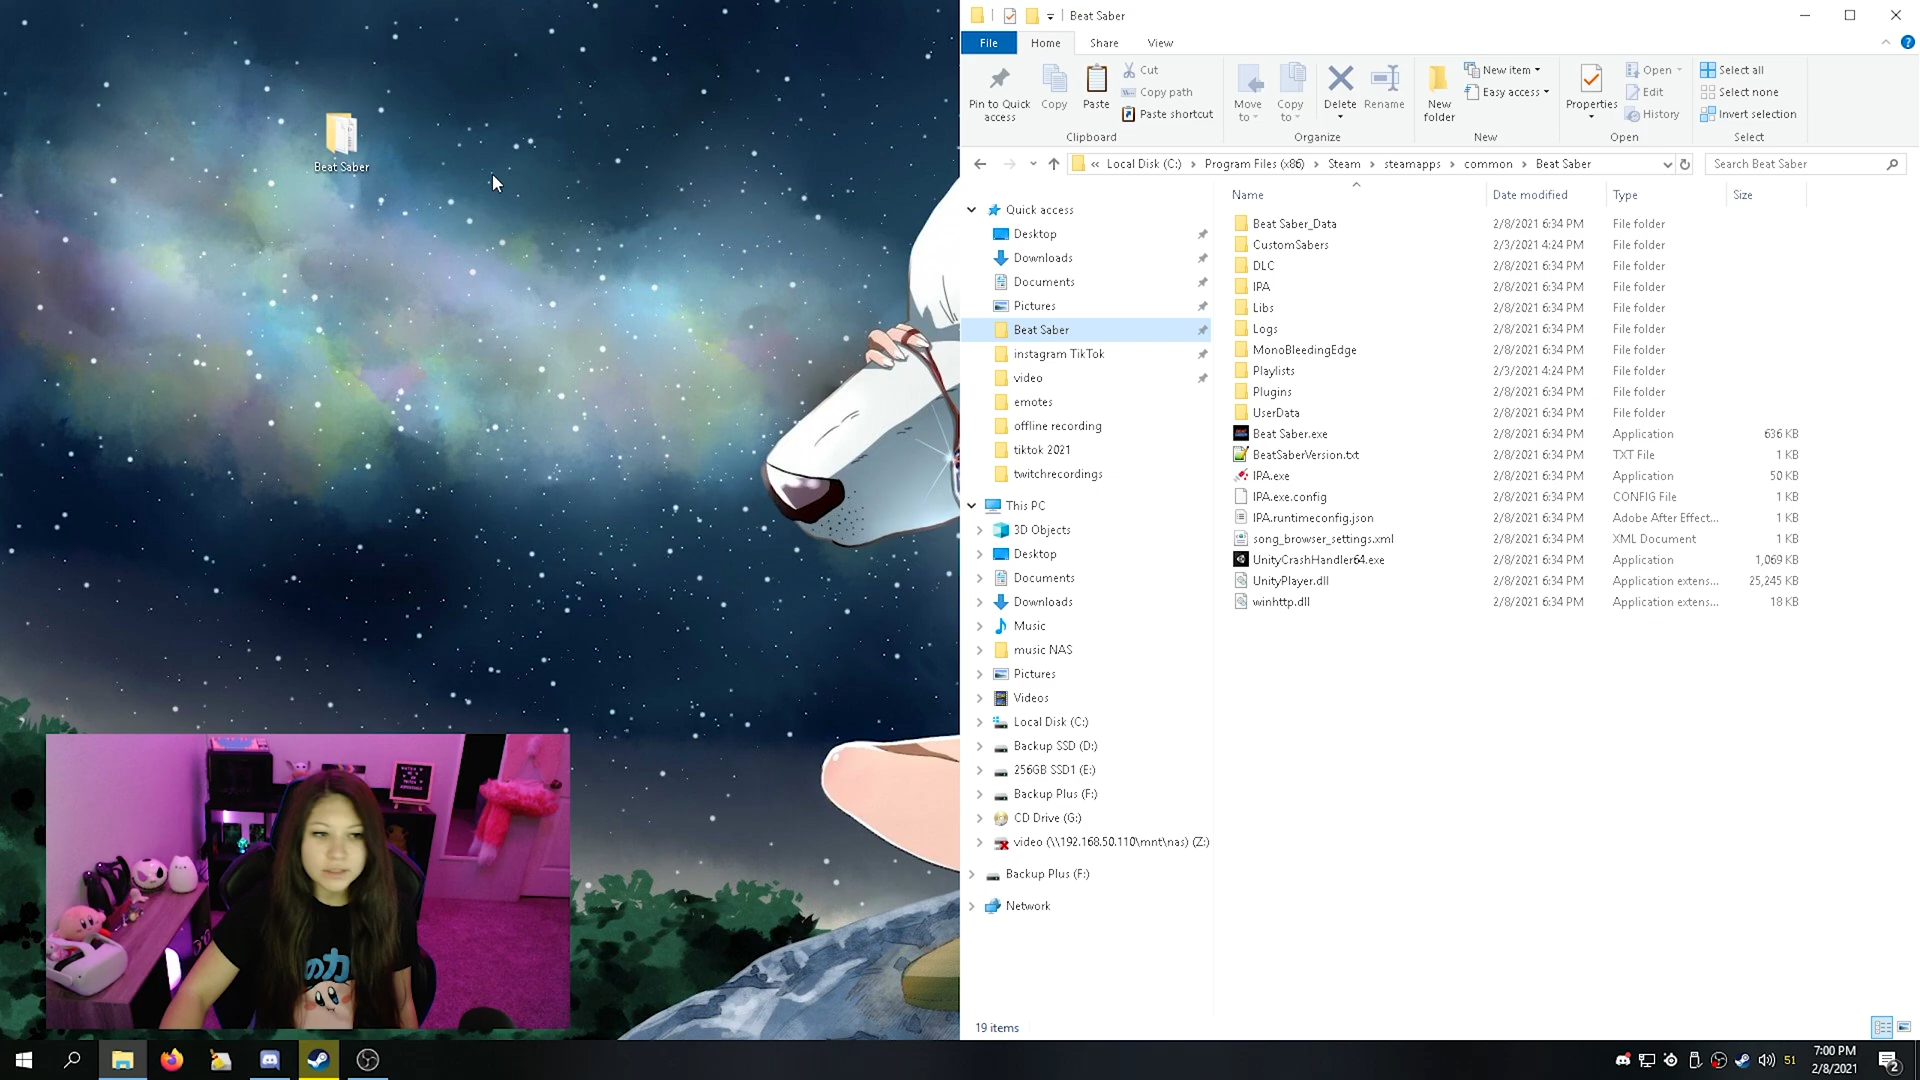 Beat Saber
Beat Saber
File Home Share View
Pin to Quick access
Copy
Paste
Cut
Copy path
Paste shortcut
Clipboard
Move to
Copy to
Delete
Rename
Organize
New folder
New item
Easy access
New
Properties
Open
Edit
History
Open
Select all
Select none
Invert selection
Select
« Local Disk (C:) > Program Files (x86) > Steam > steamapps > common > Beat Saber
Search Beat Saber
Quick access
Desktop
Downloads
Documents
Pictures
Beat Saber
instagram TikTok
video
emotes
offline recording
tiktok 2021
twitchrecordings
This PC
3D Objects
Desktop
Documents
Downloads
Music
music NAS
Pictures
Videos
Local Disk (C:)
Backup SSD (D:)
256GB SSD1 (E:)
Backup Plus (F:)
CD Drive (G:)
video (\\192.168.50.110\mnt\nas) (Z:)
Backup Plus (F:)
Network
Name Date modified Type Size
Beat Saber_Data 2/8/2021 6:34 PM File folder
CustomSabers 2/3/2021 4:24 PM File folder
DLC 2/8/2021 6:34 PM File folder
IPA 2/8/2021 6:34 PM File folder
Libs 2/8/2021 6:34 PM File folder
Logs 2/8/2021 6:34 PM File folder
MonoBleedingEdge 2/8/2021 6:34 PM File folder
Playlists 2/3/2021 4:24 PM File folder
Plugins 2/8/2021 6:34 PM File folder
UserData 2/8/2021 6:34 PM File folder
Beat Saber.exe 2/8/2021 6:34 PM Application 636 KB
BeatSaberVersion.txt 2/8/2021 6:34 PM TXT File 1 KB
IPA.exe 2/8/2021 6:34 PM Application 50 KB
IPA.exe.config 2/8/2021 6:34 PM CONFIG File 1 KB
IPA.runtimeconfig.json 2/8/2021 6:34 PM Adobe After Effect... 1 KB
song_browser_settings.xml 2/8/2021 6:34 PM XML Document 1 KB
UnityCrashHandler64.exe 2/8/2021 6:34 PM Application 1,069 KB
UnityPlayer.dll 2/8/2021 6:34 PM Application extens... 25,245 KB
winhttp.dll 2/8/2021 6:34 PM Application extens... 18 KB
19 items
の力
51
7:00 PM
2/8/2021
2